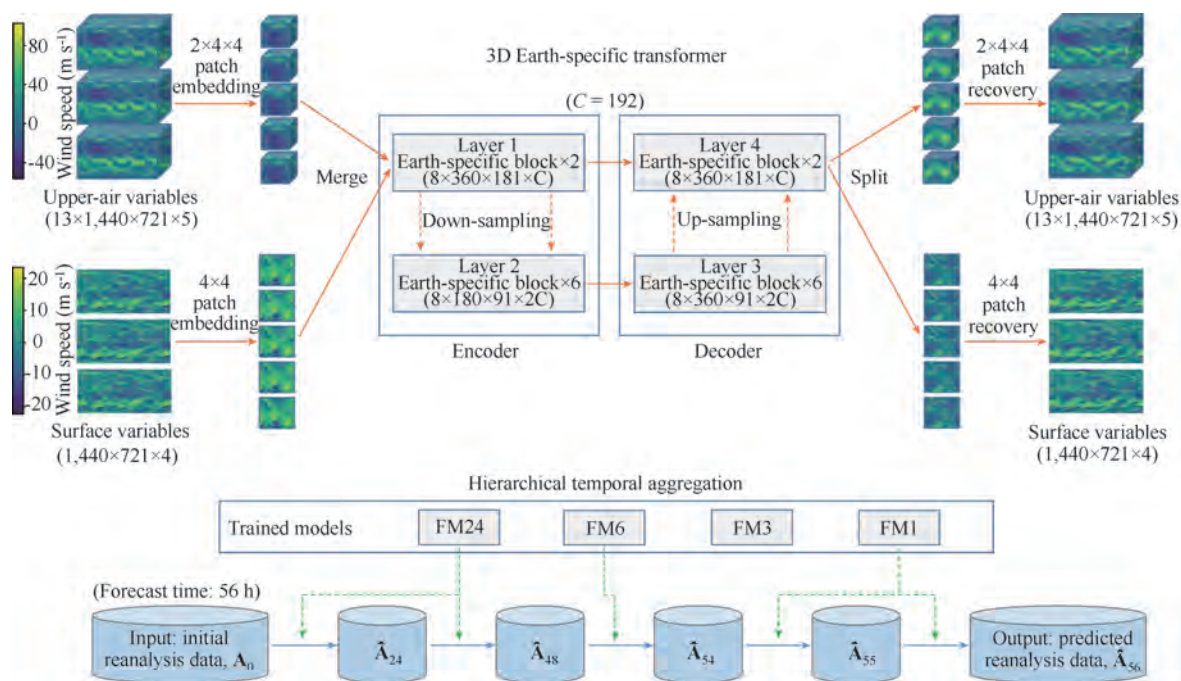 80
40
0
-40
Wind speed (m s⁻¹)
2×4×4
patch
embedding
Upper-air variables
(13×1,440×721×5)
20
10
0
-10
-20
Wind speed (m s⁻¹)
4×4
patch
embedding
Surface variables
(1,440×721×4)
Merge
3D Earth-specific transformer
(C = 192)
Layer 1
Earth-specific block×2
(8×360×181×C)
Down-sampling
Layer 2
Earth-specific block×6
(8×180×91×2C)
Encoder
Layer 4
Earth-specific block×2
(8×360×181×C)
Up-sampling
Layer 3
Earth-specific block×6
(8×360×91×2C)
Decoder
Split
2×4×4
patch
recovery
Upper-air variables
(13×1,440×721×5)
4×4
patch
recovery
Surface variables
(1,440×721×4)
Hierarchical temporal aggregation
Trained models
FM24
FM6
FM3
FM1
(Forecast time: 56 h)
Input: initial
reanalysis data, A₀
Â₂₄
Â₄₈
Â₅₄
Â₅₅
Output: predicted
reanalysis data, Â₅₆